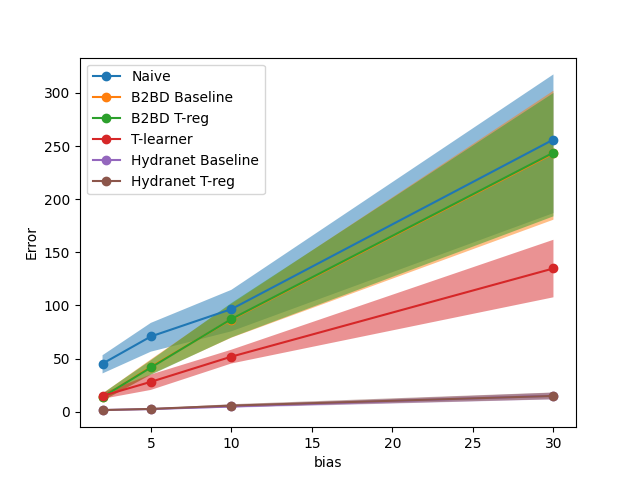 Naive
B2BD Baseline
B2BD T-reg
T-learner
Hydranet Baseline
Hydranet T-reg
Error
300
250
200
150
100
50
0
5 10 15 20 25 30
bias